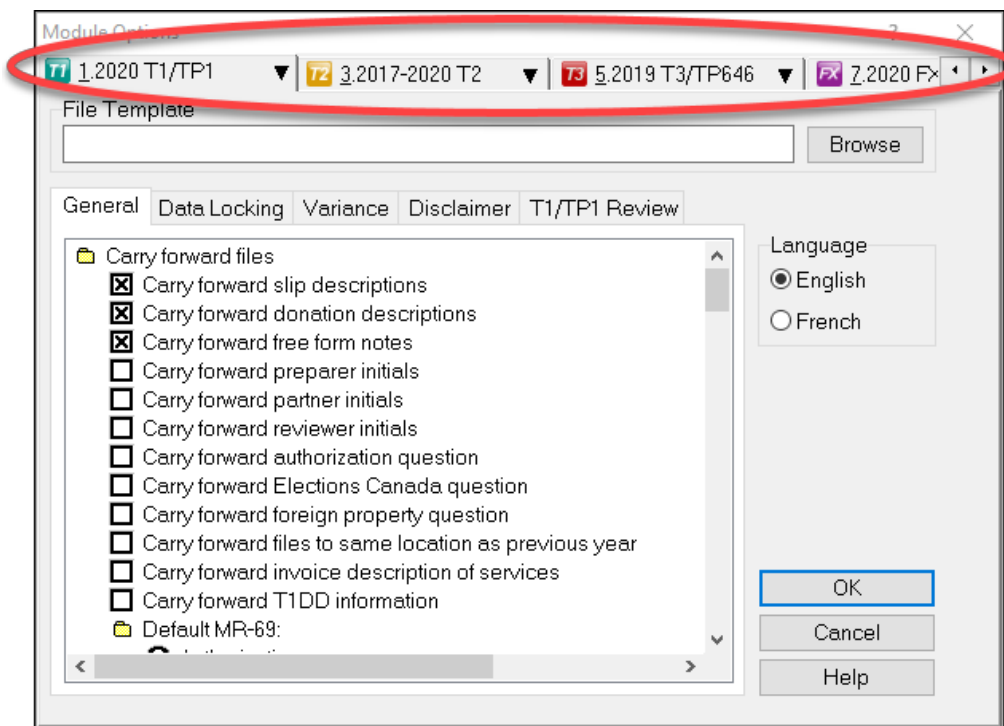 Module Options ?
T1 1.2020 T1/TP1 T2 3.2017-2020 T2 T3 5.2019 T3/TP646 FX 7.2020 FX
File Template
Browse
General Data Locking Variance Disclaimer T1/TP1 Review
Carry forward files
Carry forward slip descriptions
Carry forward donation descriptions
Carry forward free form notes
Carry forward preparer initials
Carry forward partner initials
Carry forward reviewer initials
Carry forward authorization question
Carry forward Elections Canada question
Carry forward foreign property question
Carry forward files to same location as previous year
Carry forward invoice description of services
Carry forward T1DD information
Default MR-69:
Language
English
French
OK
Cancel
Help